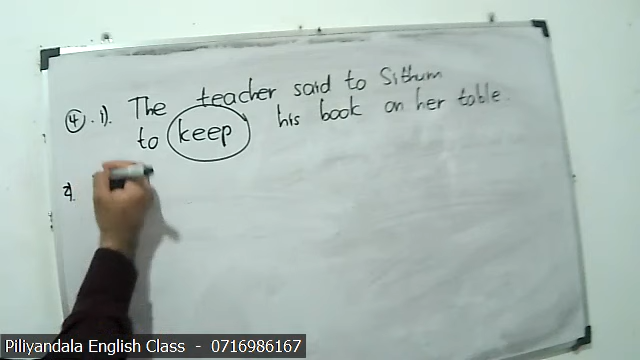 ④. 1). The teacher said to Sithum
to keep his book on her table.
2).
Piliyandala English Class - 0716986167